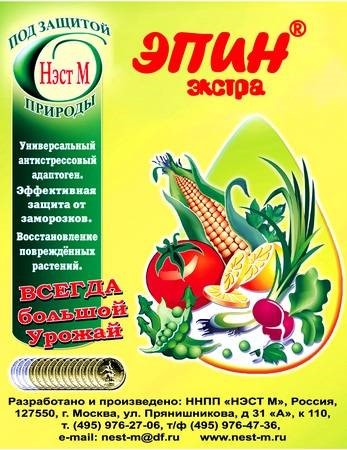 ПОД ЗАЩИТОЙ
Нэст М
ПРИРОДЫ
ЭПИН®
экстра
Универсальный
антистрессовый
адаптоген.
Эффективная
защита от
заморозков.
Восстановление
повреждённых
растений.
ВСЕГДА
большой
Урожай
Разработано и произведено: ННПП «НЭСТ М», Россия,
127550, г. Москва, ул. Прянишникова, д 31 «А», к 110,
т. (495) 976-27-06, т/ф (495) 976-47-36,
e-mail: nest-m@df.ru www.nest-m.ru